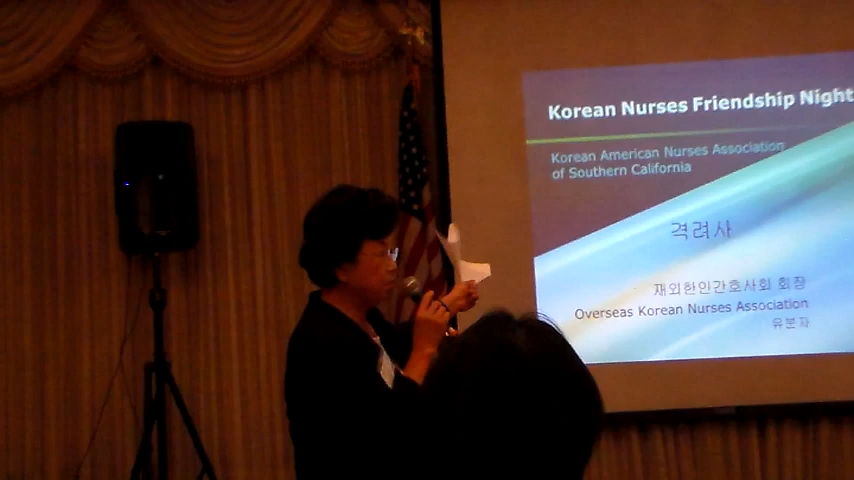 Korean Nurses Friendship Night
Korean American Nurses Association
of Southern California
격려사
재외한인간호사회 회장
Overseas Korean Nurses Association
유분자